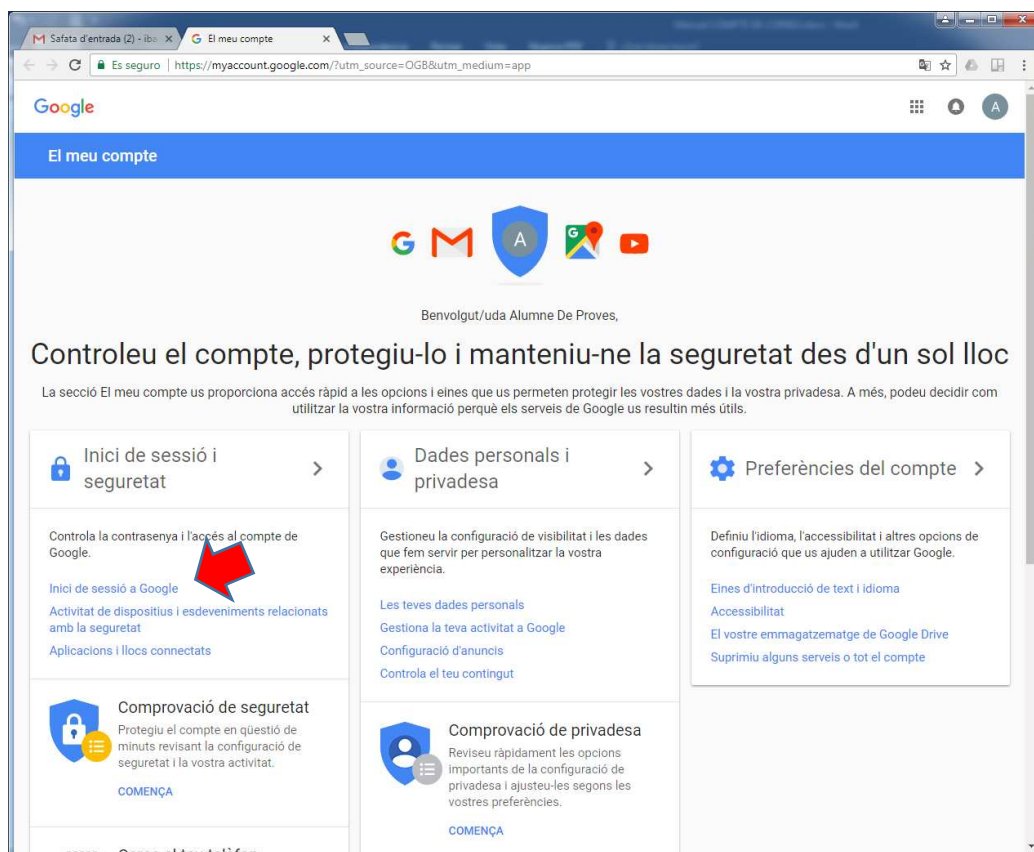 Safata d'entrada (2) - iba
El meu compte
Es seguro | https://myaccount.google.com/?utm_source=OGB&utm_medium=app
Google
A
El meu compte
G
A
G
Benvolgut/uda Alumne De Proves,
Controleu el compte, protegiu-lo i manteniu-ne la seguretat des d'un sol lloc
La secció El meu compte us proporciona accés ràpid a les opcions i eines que us permeten protegir les vostres dades i la vostra privadesa. A més, podeu decidir com
utilitzar la vostra informació perquè els serveis de Google us resultin més útils.
Inici de sessió i
seguretat
Controla la contrasenya i l'accés al compte de
Google.
Inici de sessió a Google
Activitat de dispositius i esdeveniments relacionats
amb la seguretat
Aplicacions i llocs connectats
Comprovació de seguretat
Protegiu el compte en qüestió de
minuts revisant la configuració de
seguretat i la vostra activitat.
COMENÇA
Dades personals i
privadesa
Gestioneu la configuració de visibilitat i les dades
que fem servir per personalitzar la vostra
experiència.
Les teves dades personals
Gestiona la teva activitat a Google
Configuració d'anuncis
Controla el teu contingut
Comprovació de privadesa
Reviseu ràpidament les opcions
importants de la configuració de
privadesa i ajusteu-les segons les
vostres preferències.
COMENÇA
Preferències del compte
Definiu l'idioma, l'accessibilitat i altres opcions de
configuració que us ajuden a utilitzar Google.
Eines d'introducció de text i idioma
Accessibilitat
El vostre emmagatzematge de Google Drive
Suprimiu alguns serveis o tot el compte